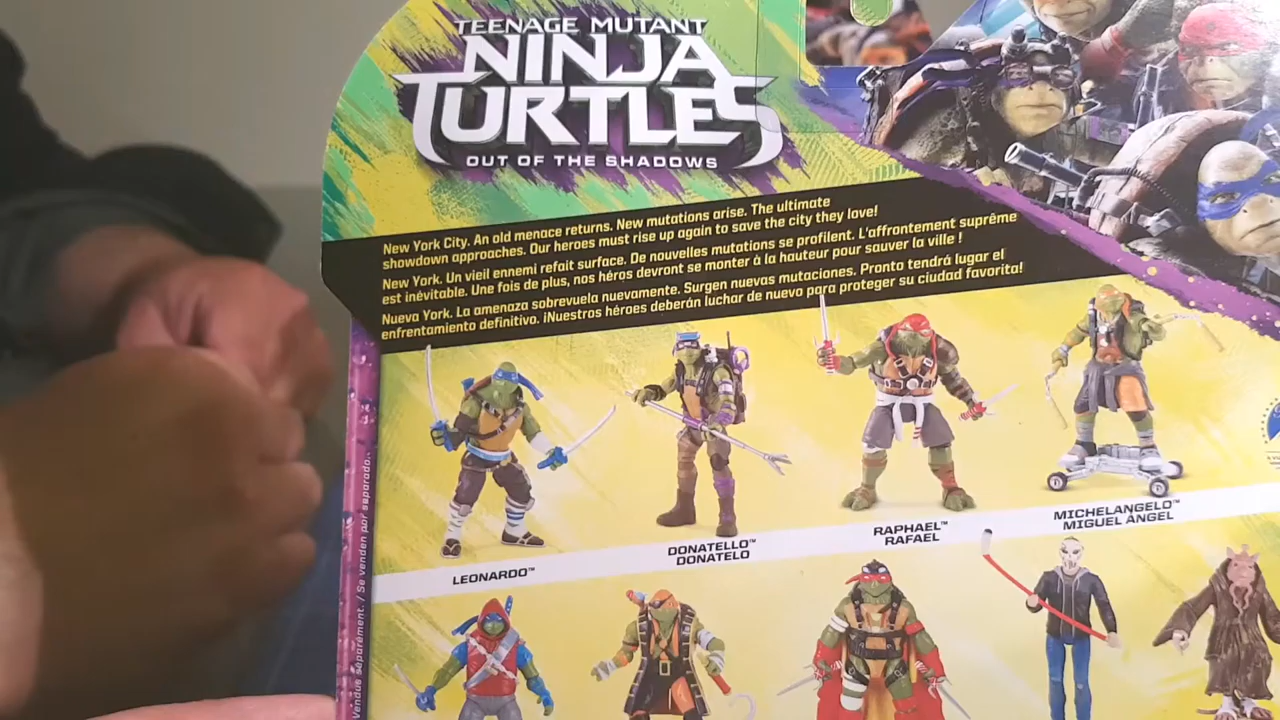 TEENAGE MUTANT
NINJA
TURTLES
OUT OF THE SHADOWS
New York City. An old menace returns. New mutations arise. The ultimate
showdown approaches. Our heroes must rise up again to save the city they love!
New York. Un vieil ennemi refait surface. De nouvelles mutations se profilent. L'affrontement suprême
est inévitable. Une fois de plus, nos héros devront se monter à la hauteur pour sauver la ville !
Nueva York. La amenaza sobrevuela nuevamente. Surgen nuevas mutaciones. Pronto tendrá lugar el
enfrentamiento definitivo. ¡Nuestros héroes deberán luchar de nuevo para proteger su ciudad favorita!
LEONARDO™
DONATELLO™
DONATELO
RAPHAEL™
RAFAEL
MICHELANGELO™
MIGUEL ÁNGEL
Vendus séparément. / Se venden por separado.